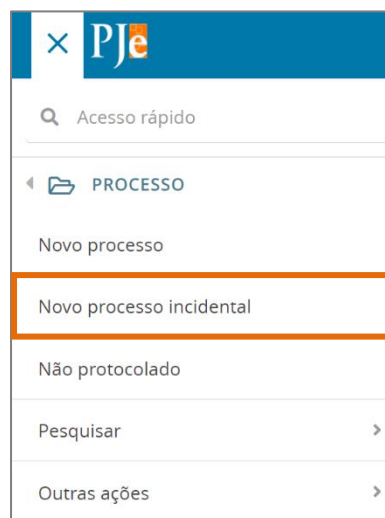 PJe
Acesso rápido
PROCESSO
Novo processo
Novo processo incidental
Não protocolado
Pesquisar
Outras ações